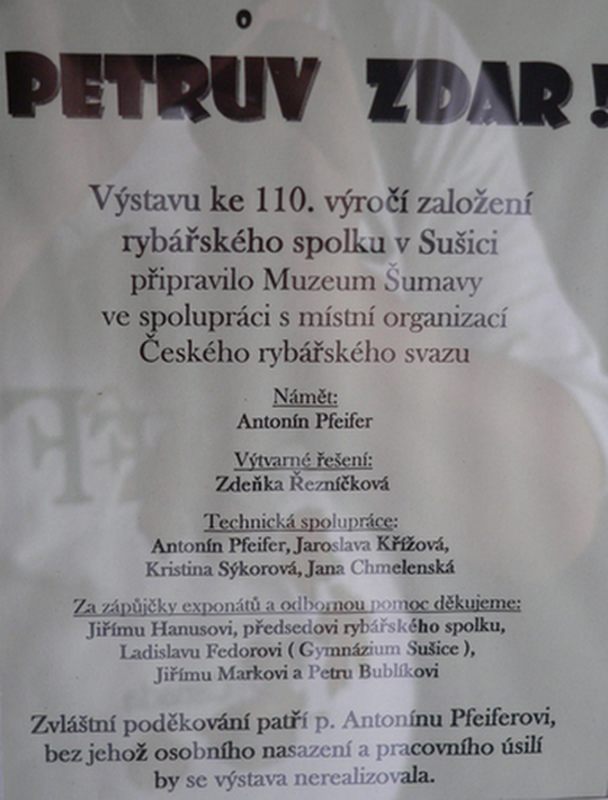 PETRŮV ZDAR!
Výstavu ke 110. výročí založení
rybářského spolku v Sušici
připravilo Muzeum Šumavy
ve spolupráci s místní organizací
Českého rybářského svazu
Námět:
Antonín Pfeifer
Výtvarné řešení:
Zdeňka Řezníčková
Technická spolupráce:
Antonín Pfeifer, Jaroslava Křížová,
Kristina Sýkorová, Jana Chmelenská
Za zápůjčky exponátů a odbornou pomoc děkujeme:
Jiřímu Hanusovi, předsedovi rybářského spolku,
Ladislavu Fedorovi ( Gymnázium Sušice ),
Jiřímu Markovi a Petru Bublíkovi
Zvláštní poděkování patří p. Antonínu Pfeiferovi,
bez jehož osobního nasazení a pracovního úsilí
by se výstava nerealizovala.